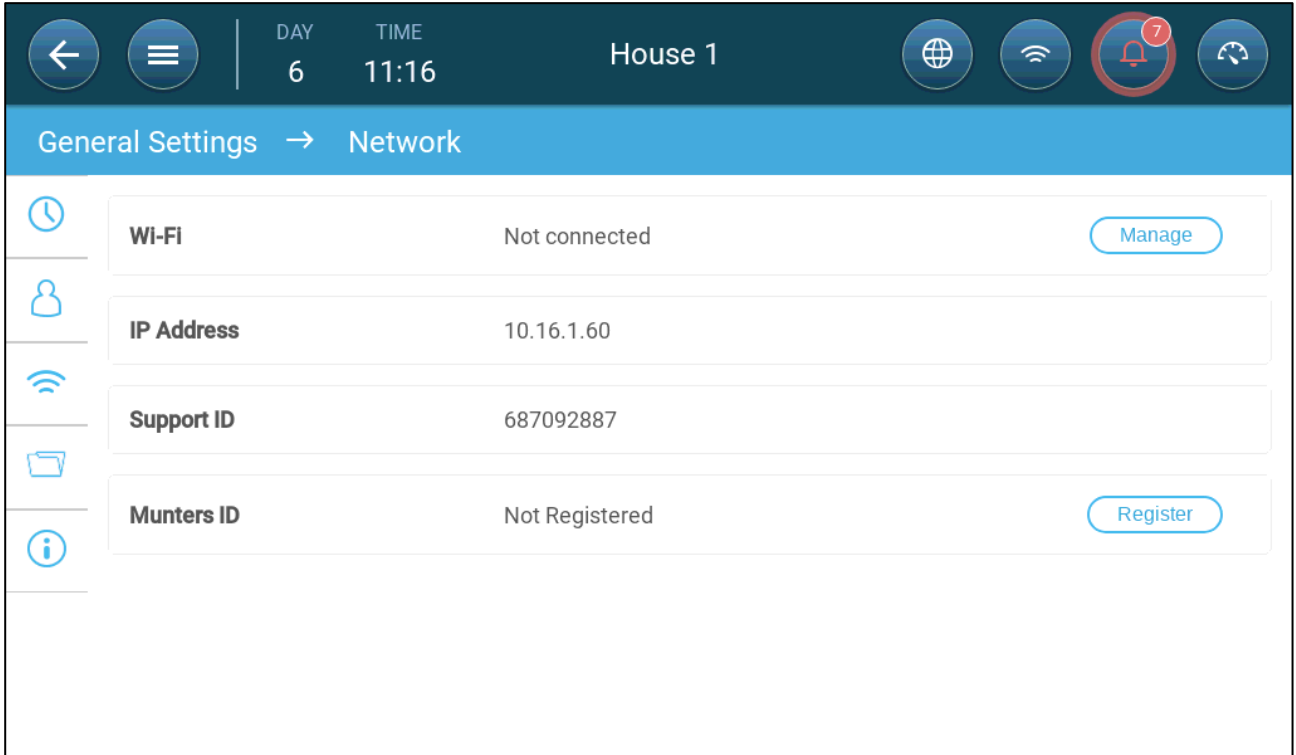 DAY TIME
6 11:16 House 1 7
General Settings → Network
Wi-Fi Not connected Manage
IP Address 10.16.1.60
Support ID 687092887
Munters ID Not Registered Register